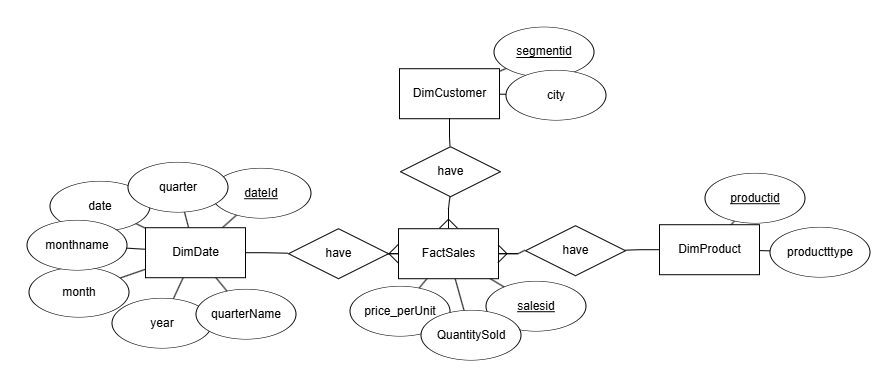 segmentid
DimCustomer
city
have
quarter
dateId
date
productid
monthname
DimDate
have
FactSales
have
DimProduct
producttype
month
price_perUnit
salesid
year
quarterName
QuantitySold